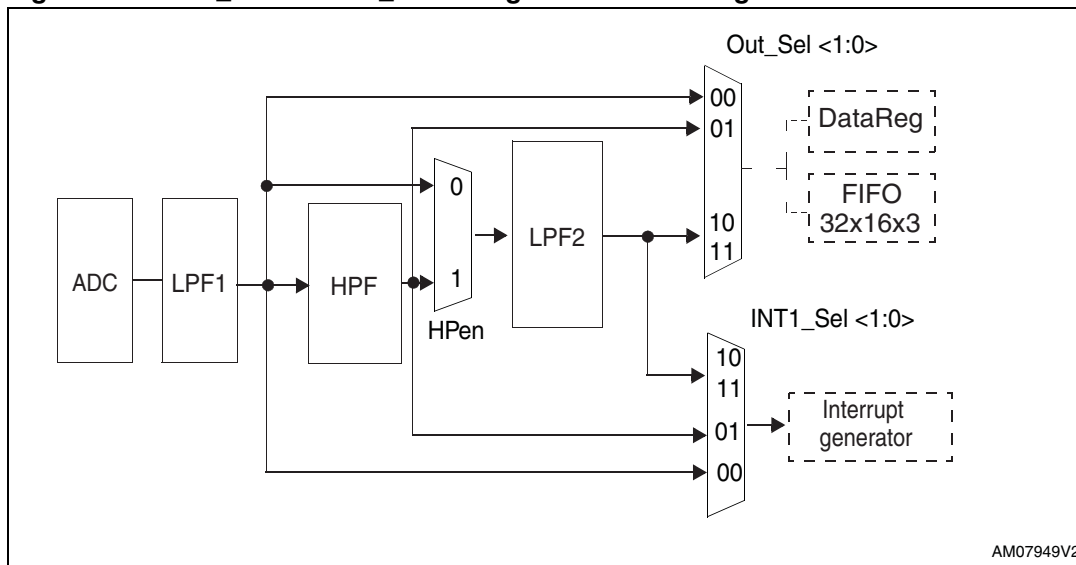 Out_Sel <1:0>
00
01
10
11
DataReg
FIFO
32x16x3
ADC
LPF1
HPF
0
1
HPen
LPF2
INT1_Sel <1:0>
10
11
01
00
Interrupt
generator
AM07949V2